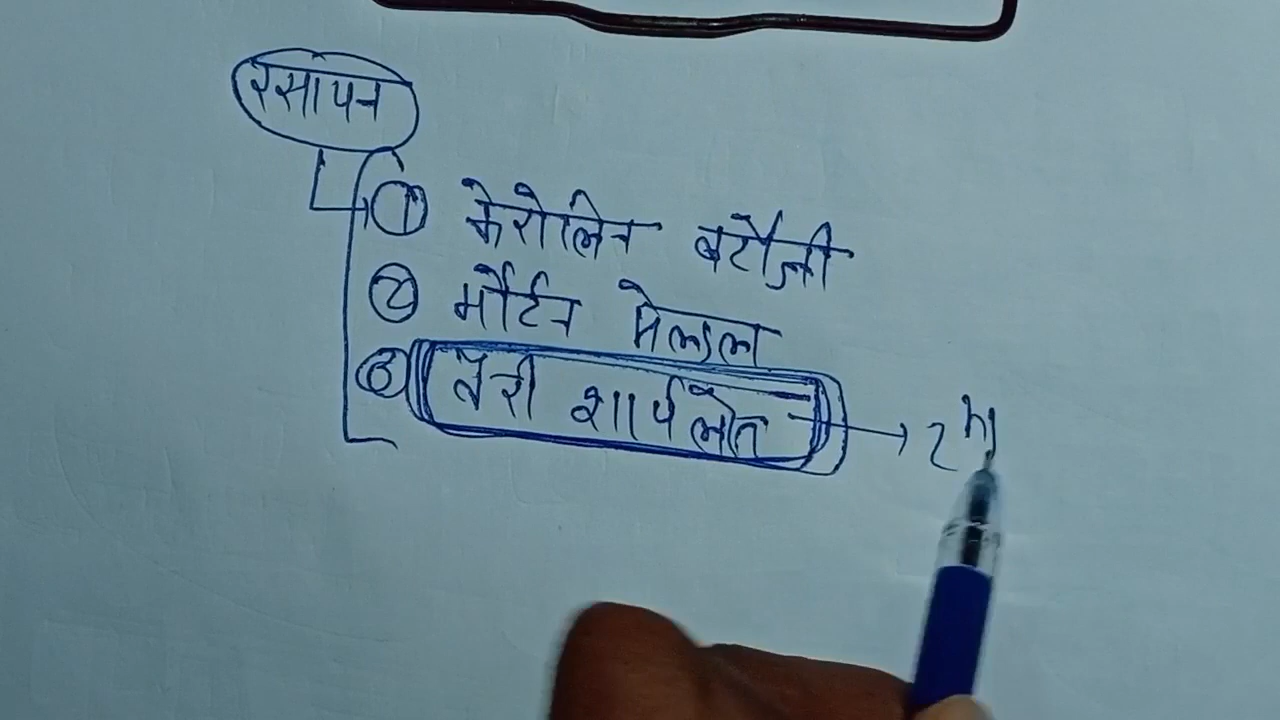 रसायन
① केरोलिन बर्टोजी
② मौर्टन मेल्डल
③ बैरी शार्पलेस → 2nd